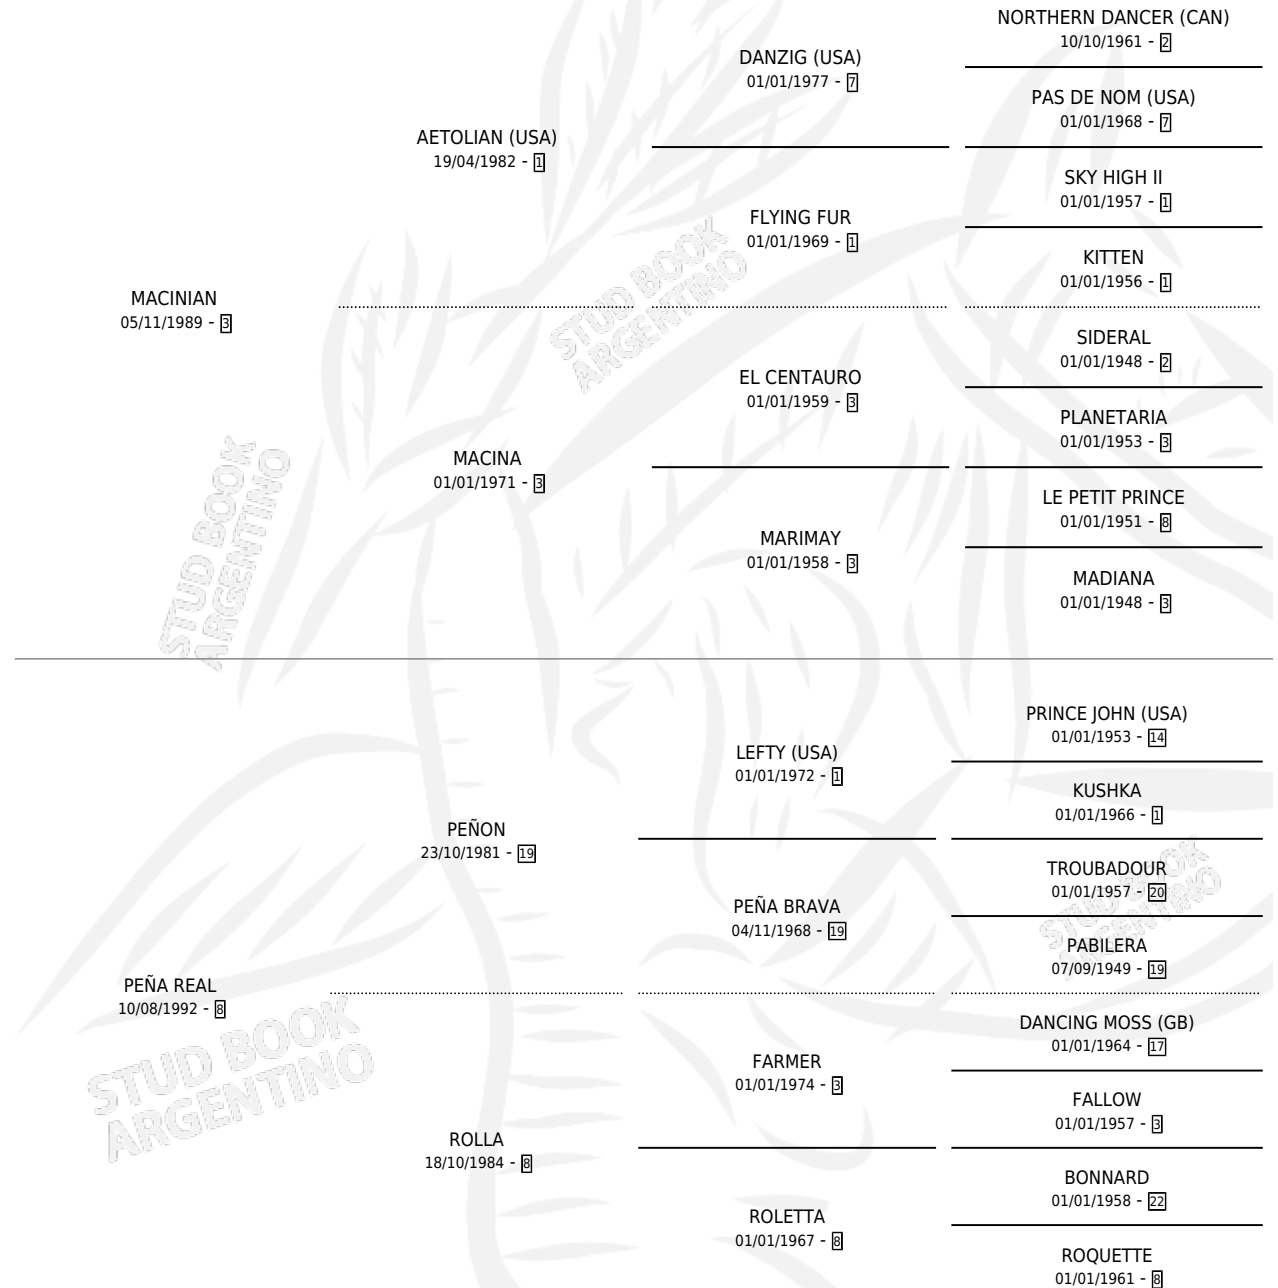 NORTHERN DANCER (CAN)
10/10/1961 - 2
DANZIG (USA)
01/01/1977 - 7
PAS DE NOM (USA)
01/01/1968 - 7
AETOLIAN (USA)
19/04/1982 - 1
SKY HIGH II
01/01/1957 - 1
FLYING FUR
01/01/1969 - 1
KITTEN
01/01/1956 - 1
MACINIAN
05/11/1989 - 3
SIDERAL
01/01/1948 - 2
EL CENTAURO
01/01/1959 - 3
PLANETARIA
01/01/1953 - 3
MACINA
01/01/1971 - 3
LE PETIT PRINCE
01/01/1951 - 8
MARIMAY
01/01/1958 - 3
MADIANA
01/01/1948 - 3
STUD BOOK
ARGENTINO
STUD BOOK
ARGENTINO
PRINCE JOHN (USA)
01/01/1953 - 14
LEFTY (USA)
01/01/1972 - 1
KUSHKA
01/01/1966 - 1
PEÑON
23/10/1981 - 19
TROUBADOUR
01/01/1957 - 20
PEÑA BRAVA
04/11/1968 - 19
PABILERA
07/09/1949 - 19
STUD BOOK
ARGENTINO
PEÑA REAL
10/08/1992 - 8
DANCING MOSS (GB)
01/01/1964 - 17
FARMER
01/01/1974 - 3
FALLOW
01/01/1957 - 3
ROLLA
18/10/1984 - 8
BONNARD
01/01/1958 - 22
ROLETTA
01/01/1967 - 8
ROQUETTE
01/01/1961 - 8
STUD BOOK
ARGENTINO